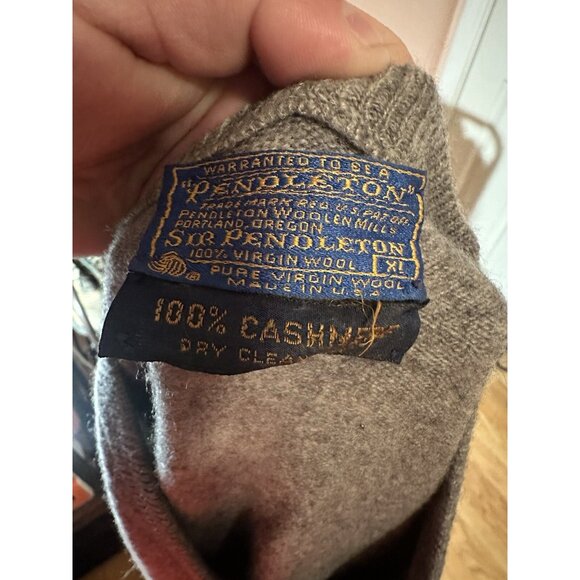 WARRANTED TO BE A
"PENDLETON"
TRADE MARK REG U.S. PAT OFF.
PENDLETON WOOLEN MILLS
PORTLAND, OREGON
SIR PENDLETON
100% VIRGIN WOOL XL
PURE VIRGIN WOOL
MADE IN U.S.A.
100% CASHMERE
DRY CLEAN